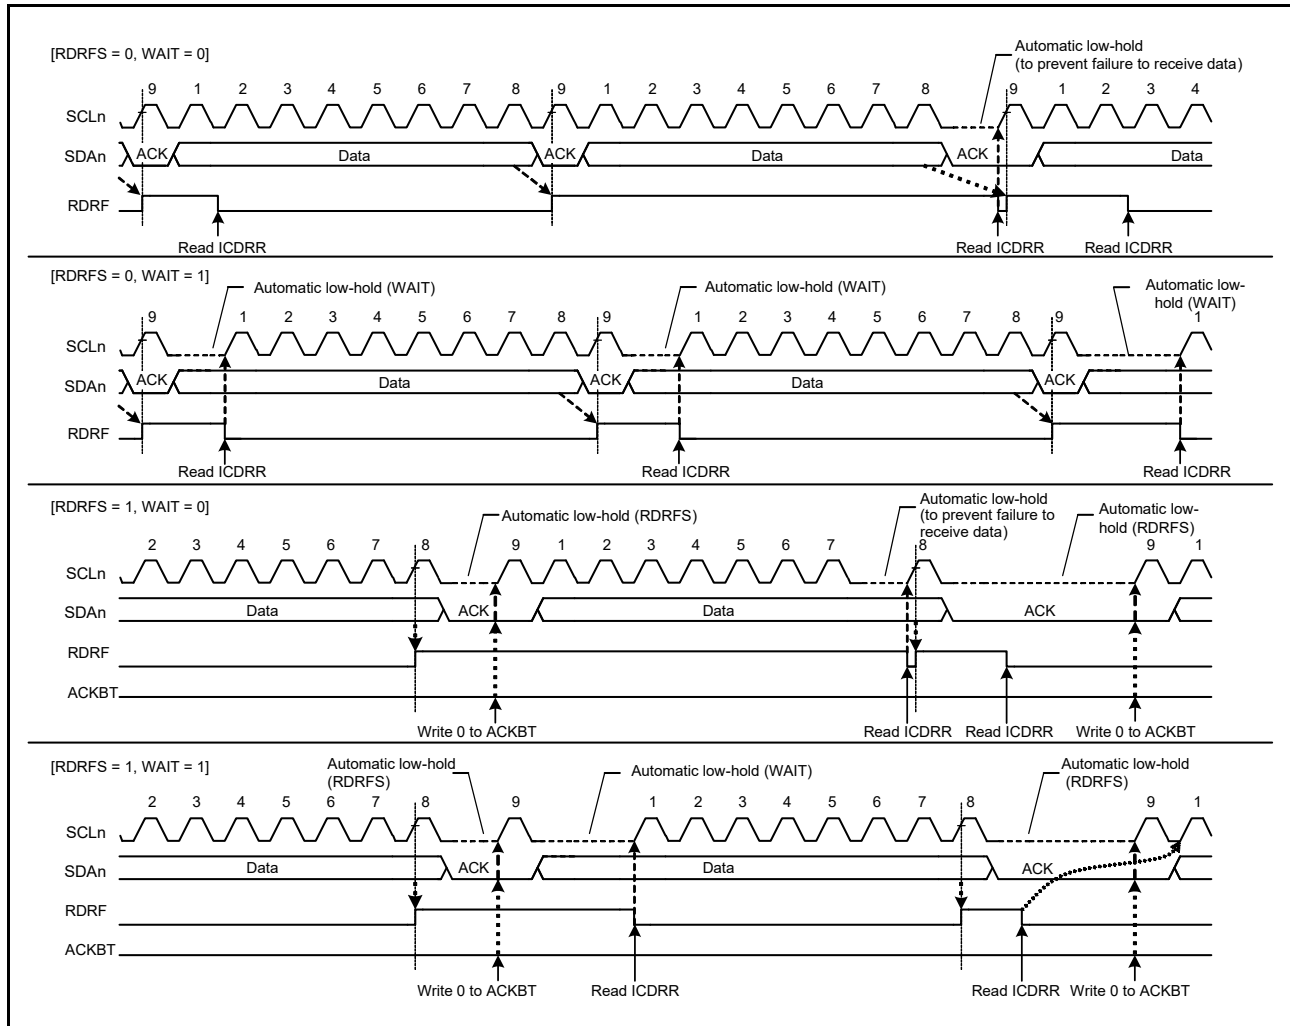 [RDRFS = 0, WAIT = 0]
Automatic low-hold
(to prevent failure to receive data)
9 1 2 3 4 5 6 7 8 9 1 2 3 4 5 6 7 8 9 1 2 3 4
SCLn
SDAn ACK Data ACK Data ACK Data
RDRF
Read ICDRR Read ICDRR Read ICDRR
[RDRFS = 0, WAIT = 1]
Automatic low-hold (WAIT) Automatic low-hold (WAIT) Automatic low-
hold (WAIT)
9 1 2 3 4 5 6 7 8 9 1 2 3 4 5 6 7 8 9 1
SCLn
SDAn ACK Data ACK Data ACK
RDRF
Read ICDRR Read ICDRR Read ICDRR
[RDRFS = 1, WAIT = 0]
Automatic low-hold (RDRFS)
Automatic low-hold
(to prevent failure to
receive data)
Automatic low-
hold (RDRFS)
2 3 4 5 6 7 8 9 1 2 3 4 5 6 7 8 9 1
SCLn
SDAn Data ACK Data ACK
RDRF
ACKBT
Write 0 to ACKBT Read ICDRR Read ICDRR Write 0 to ACKBT
[RDRFS = 1, WAIT = 1]
Automatic low-hold
(RDRFS)
Automatic low-hold (WAIT)
Automatic low-hold
(RDRFS)
2 3 4 5 6 7 8 9 1 2 3 4 5 6 7 8 9 1
SCLn
SDAn Data ACK Data ACK
RDRF
ACKBT
Write 0 to ACKBT Read ICDRR Read ICDRR Write 0 to ACKBT